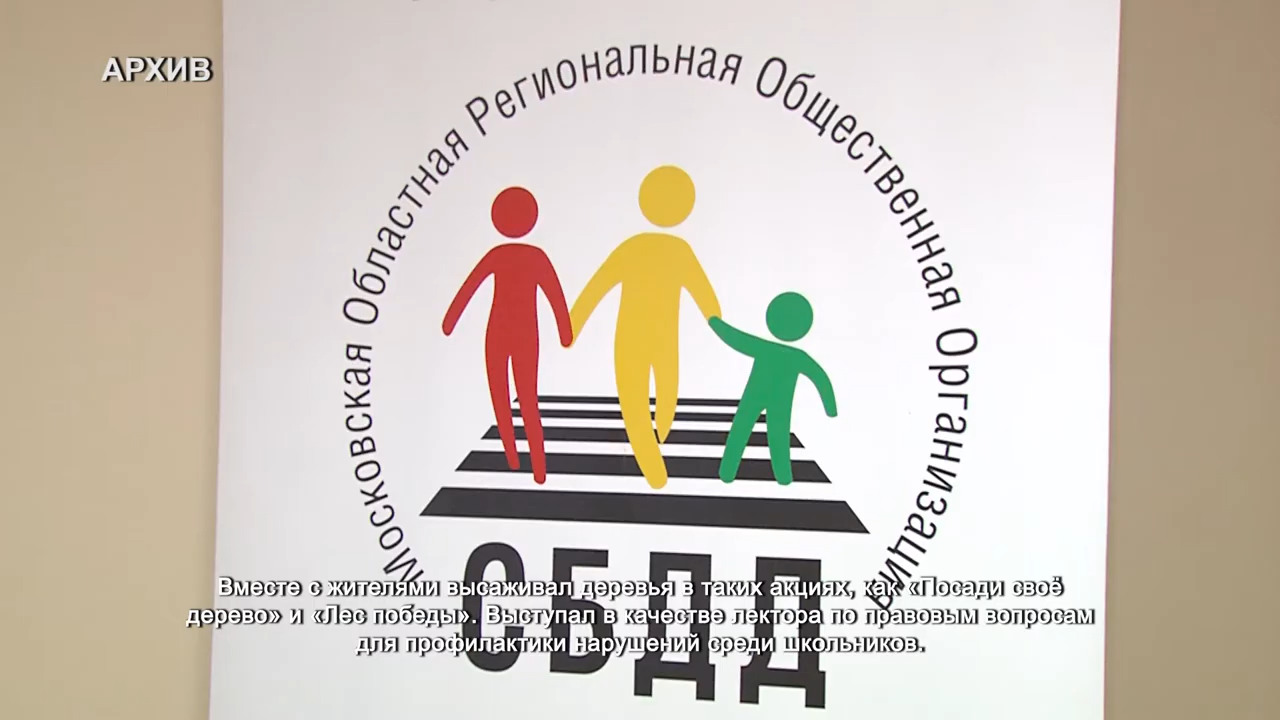 АРХИВ
Московская Областная Региональная Общественная Организация
СБДД
Вместе с жителями высаживал деревья в таких акциях, как «Посади своё
дерево» и «Лес победы». Выступал в качестве лектора по правовым вопросам
для профилактики нарушений среди школьников.